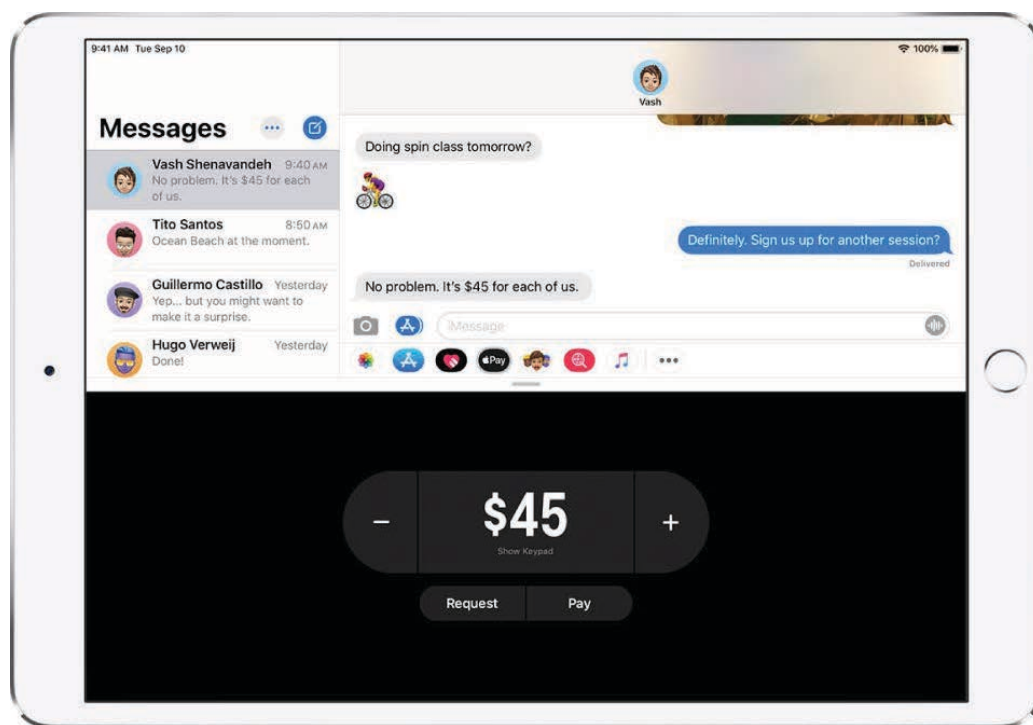 9:41 AM Tue Sep 10
100%
Vash
Messages
Vash Shenavandeh 9:40 AM
No problem. It's $45 for each
of us.
Tito Santos 8:50 AM
Ocean Beach at the moment.
Guillermo Castillo Yesterday
Yep... but you might want to
make it a surprise.
Hugo Verweij Yesterday
Done!
Doing spin class tomorrow?
Definitely. Sign us up for another session?
Delivered
No problem. It's $45 for each of us.
iMessage
Pay
−
$45
+
Show Keypad
Request
Pay